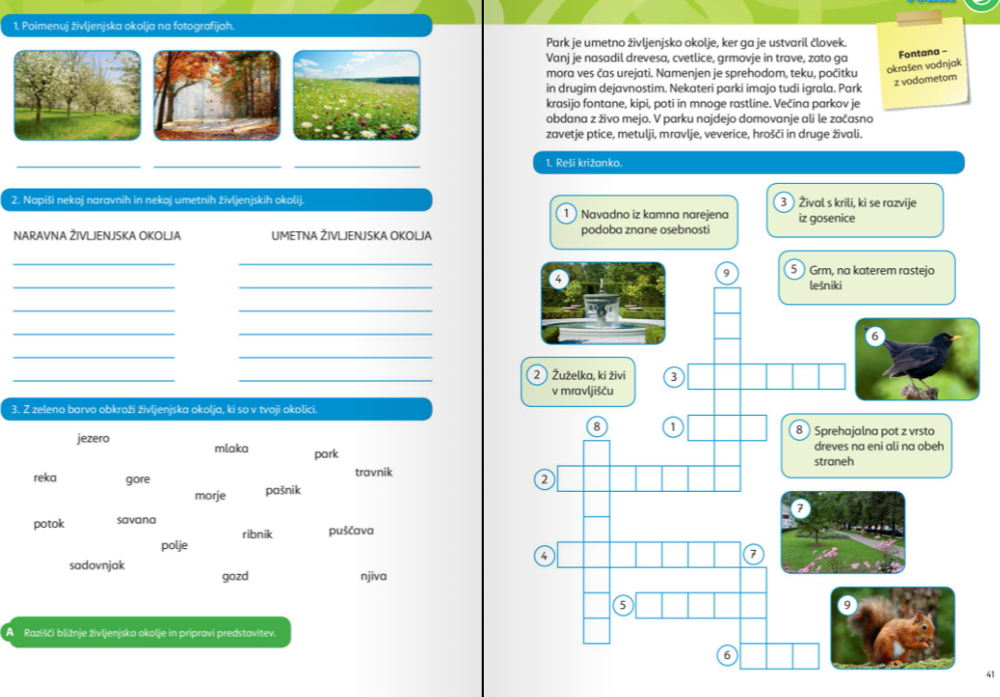 1. Poimenuj življenjska okolja na fotografijah.
2. Napiši nekaj naravnih in nekaj umetnih življenjskih okolij.
NARAVNA ŽIVLJENJSKA OKOLJA
UMETNA ŽIVLJENJSKA OKOLJA
3. Z zeleno barvo obkroži življenjska okolja, ki so v tvoji okolici.
jezero
mlaka
park
reka
gore
travnik
morje
pašnik
potok
savana
ribnik
puščava
polje
sadovnjak
gozd
njiva
A Razišči bližnje življenjsko okolje in pripravi predstavitev.
Park je umetno življenjsko okolje, ker ga je ustvaril človek.
Vanj je nasadil drevesa, cvetlice, grmovje in trave, zato ga
mora ves čas urejati. Namenjen je sprehodom, teku, počitku
in drugim dejavnostim. Nekateri parki imajo tudi igrala. Park
krasijo fontane, kipi, poti in mnoge rastline. Večina parkov je
obdana z živo mejo. V parku najdejo domovanje ali le začasno
zavetje ptice, metulji, mravlje, veverice, hrošči in druge živali.
Fontana –
okrašen vodnjak
z vodometom
1. Reši križanko.
1 Navadno iz kamna narejena
podoba znane osebnosti
3 Žival s krili, ki se razvije
iz gosenice
4
9
5 Grm, na katerem rastejo
lešniki
6
2 Žuželka, ki živi
v mravljišču
3
8
1
8 Sprehajalna pot z vrsto
dreves na eni ali na obeh
straneh
2
7
4
7
5
9
6
41